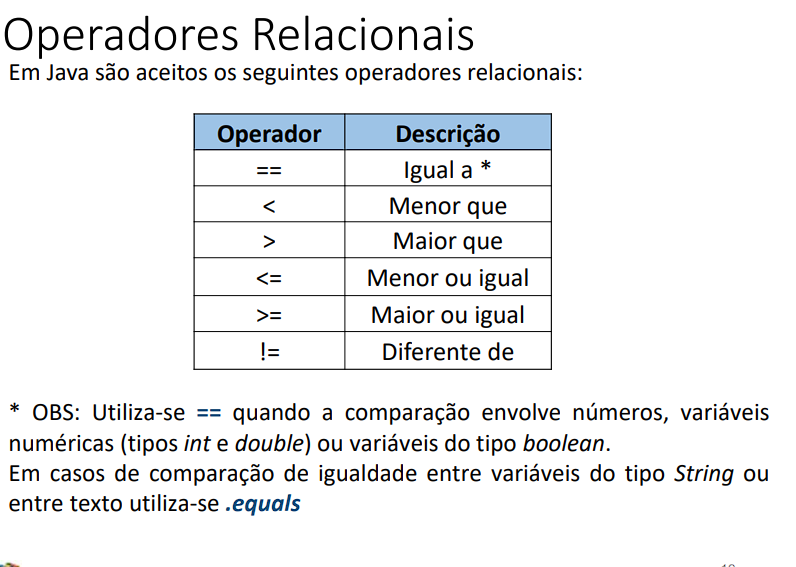 Operadores Relacionais
Em Java são aceitos os seguintes operadores relacionais:
Operador Descrição
== Igual a *
< Menor que
> Maior que
<= Menor ou igual
>= Maior ou igual
!= Diferente de
* OBS: Utiliza-se == quando a comparação envolve números, variáveis
numéricas (tipos int e double) ou variáveis do tipo boolean.
Em casos de comparação de igualdade entre variáveis do tipo String ou
entre texto utiliza-se .equals